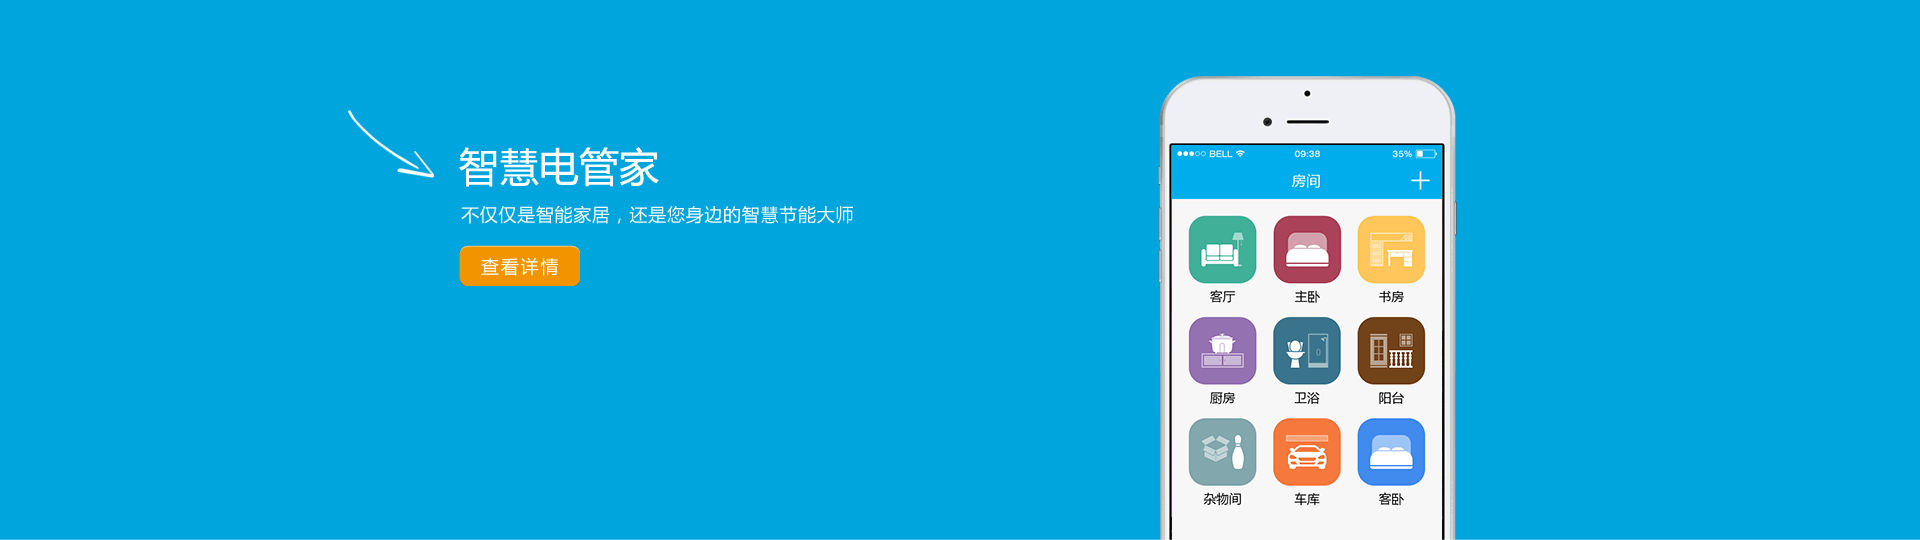 智慧电管家
不仅仅是智能家居，还是您身边的智慧节能大师
查看详情
BELL 09:38 35%
房间
客厅 主卧 书房
厨房 卫浴 阳台
杂物间 车库 客卧